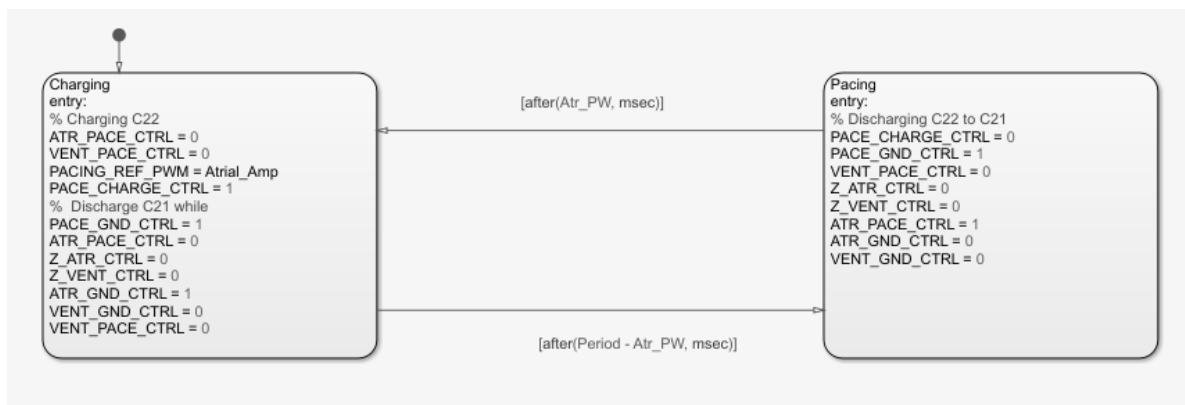 Charging
entry:
% Charging C22
ATR_PACE_CTRL = 0
VENT_PACE_CTRL = 0
PACING_REF_PWM = Atrial_Amp
PACE_CHARGE_CTRL = 1
%  Discharge C21 while
PACE_GND_CTRL = 1
ATR_PACE_CTRL = 0
Z_ATR_CTRL = 0
Z_VENT_CTRL = 0
ATR_GND_CTRL = 1
VENT_GND_CTRL = 0
VENT_PACE_CTRL = 0
[after(Atr_PW, msec)]
[after(Period - Atr_PW, msec)]
Pacing
entry:
% Discharging C22 to C21
PACE_CHARGE_CTRL = 0
PACE_GND_CTRL = 1
VENT_PACE_CTRL = 0
Z_ATR_CTRL = 0
Z_VENT_CTRL = 0
ATR_PACE_CTRL = 1
ATR_GND_CTRL = 0
VENT_GND_CTRL = 0